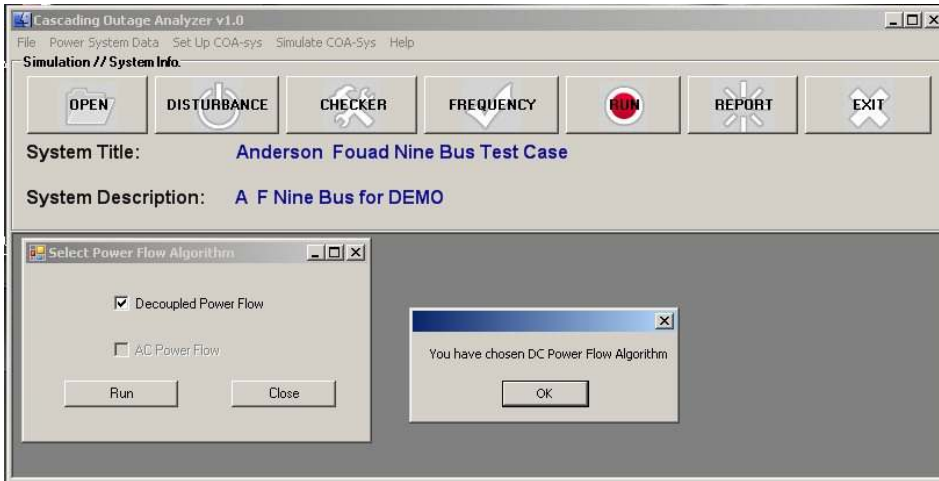 Cascading Outage Analyzer v1.0
File Power System Data Set Up COA-sys Simulate COA-Sys Help
Simulation // System Info.
OPEN DISTURBANCE CHECKER FREQUENCY RUN REPORT EXIT
System Title: Anderson Fouad Nine Bus Test Case
System Description: A F Nine Bus for DEMO
Select Power Flow Algorithm
Decoupled Power Flow
AC Power Flow
Run Close
You have chosen DC Power Flow Algorithm
OK